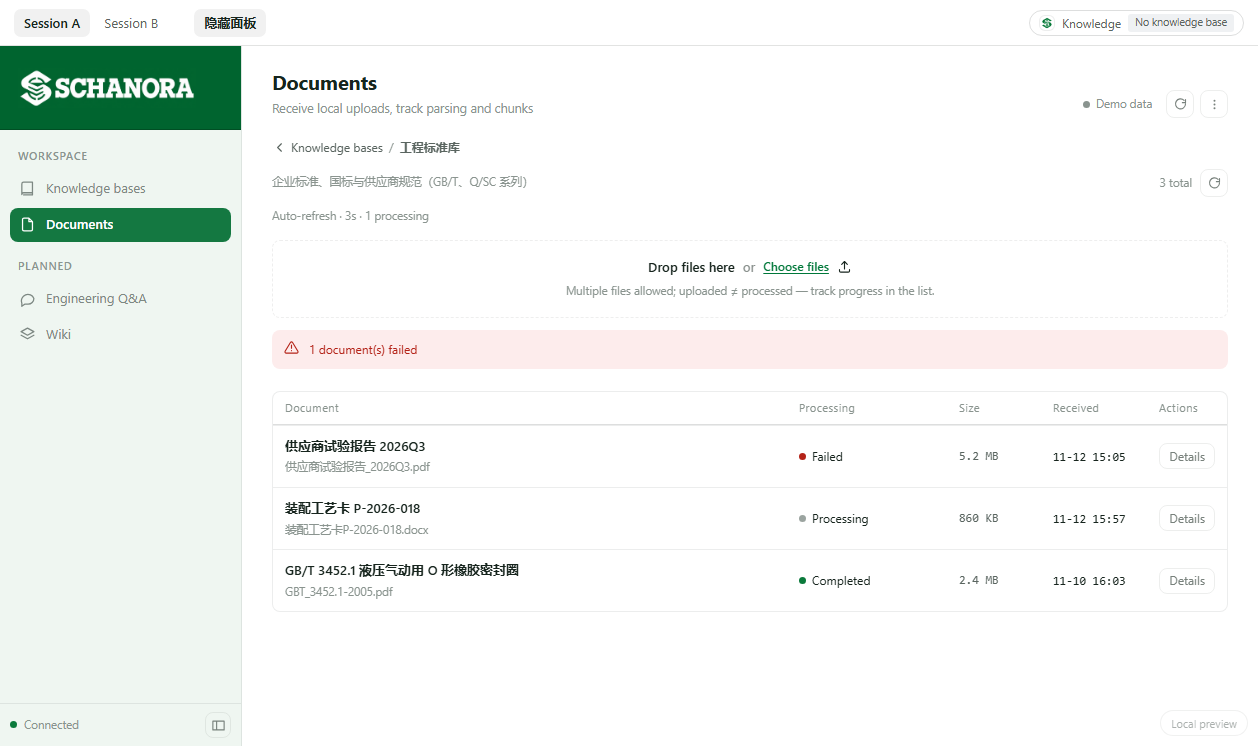 Session A Session B 隐藏面板 Knowledge No knowledge base
SCHANORA
WORKSPACE
Knowledge bases
Documents
PLANNED
Engineering Q&A
Wiki
Connected
Documents
Receive local uploads, track parsing and chunks
Demo data
Knowledge bases / 工程标准库
企业标准、国标与供应商规范（GB/T、Q/SC 系列）
3 total
Auto-refresh · 3s · 1 processing
Drop files here or Choose files
Multiple files allowed; uploaded ≠ processed — track progress in the list.
1 document(s) failed
Document Processing Size Received Actions
供应商试验报告 2026Q3
供应商试验报告_2026Q3.pdf
Failed 5.2 MB 11-12 15:05 Details
装配工艺卡 P-2026-018
装配工艺卡P-2026-018.docx
Processing 860 KB 11-12 15:57 Details
GB/T 3452.1 液压气动用 O 形橡胶密封圈
GBT_3452.1-2005.pdf
Completed 2.4 MB 11-10 16:03 Details
Local preview